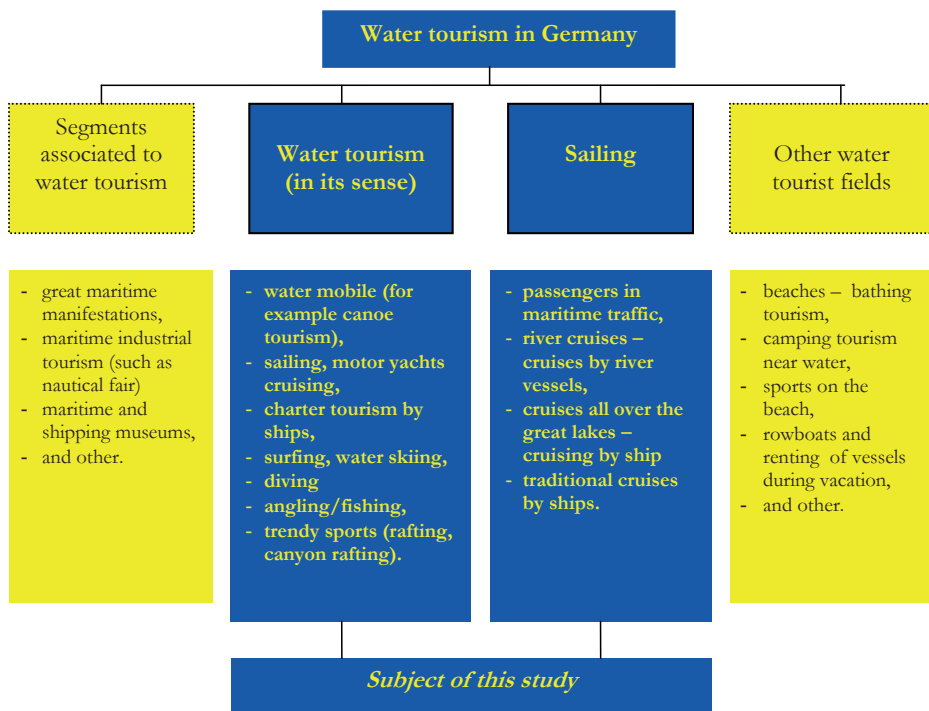 Water tourism in Germany
Segments
associated to
water tourism
Water tourism
(in its sense)
Sailing
Other water
tourist fields
- great maritime
manifestations,
- maritime industrial
tourism (such as
nautical fair)
- maritime and
shipping museums,
- and other.
- water mobile (for
example canoe
tourism),
- sailing, motor yachts
cruising,
- charter tourism by
ships,
- surfing, water skiing,
- diving
- angling/fishing,
- trendy sports (rafting,
canyon rafting).
- passengers in
maritime traffic,
- river cruises –
cruises by river
vessels,
- cruises all over the
great lakes –
cruising by ship
- traditional cruises
by ships.
- beaches – bathing
tourism,
- camping tourism
near water,
- sports on the
beach,
- rowboats and
renting of vessels
during vacation,
- and other.
Subject of this study